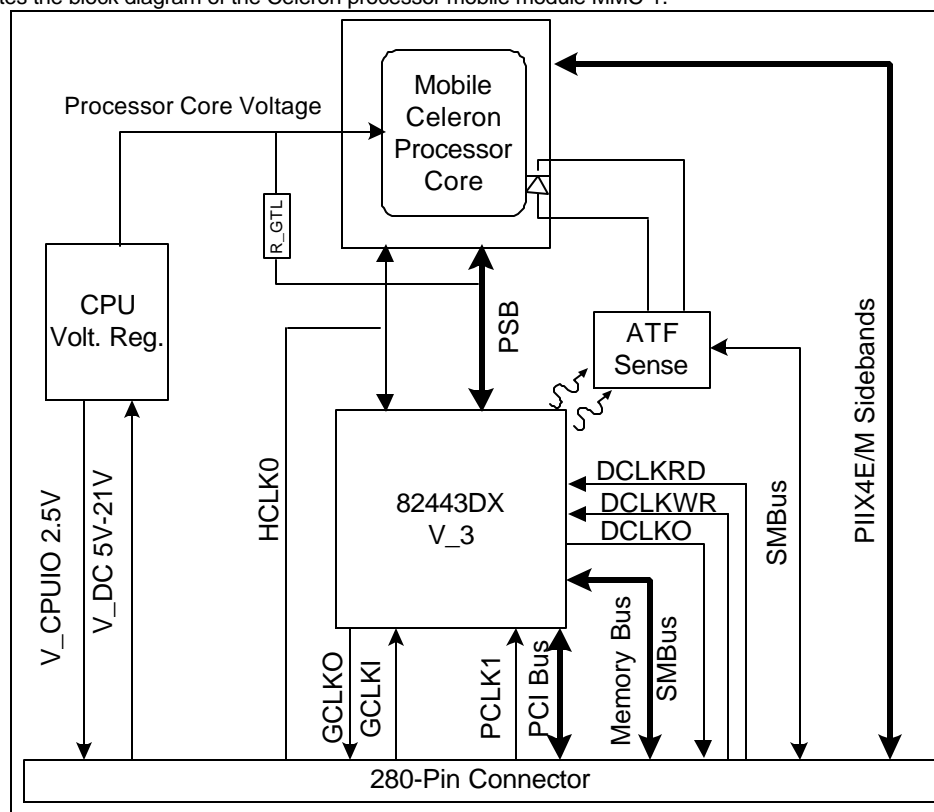 tes the block diagram of the Celeron processor mobile module MMC-1.
Mobile
Celeron
Processor
Core
Processor Core Voltage
R_GTL
CPU
Volt. Reg.
PSB
ATF
Sense
PIIX4E/M Sidebands
HCLK0
82443DX
V_3
DCLKRD
DCLKWR
DCLKO
SMBus
V_CPUIO 2.5V
V_DC 5V-21V
GCLKO
GCLKI
PCLK1
PCI Bus
Memory Bus
SMBus
280-Pin Connector